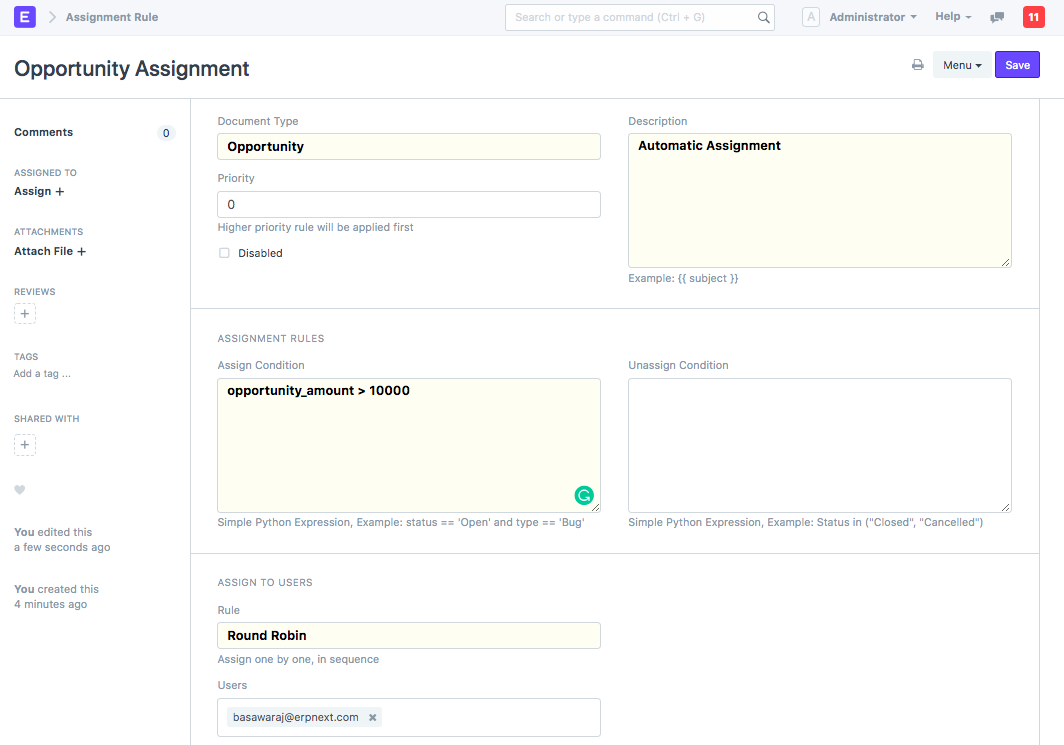 E Assignment Rule Search or type a command (Ctrl + G) A Administrator Help 11
Opportunity Assignment Menu Save
Comments 0
ASSIGNED TO
Assign +
ATTACHMENTS
Attach File +
REVIEWS
+
TAGS
Add a tag ...
SHARED WITH
+
You edited this
a few seconds ago
You created this
4 minutes ago
Document Type
Opportunity
Priority
0
Higher priority rule will be applied first
Disabled
Description
Automatic Assignment
Example: {{ subject }}
ASSIGNMENT RULES
Assign Condition
opportunity_amount > 10000
Simple Python Expression, Example: status == 'Open' and type == 'Bug'
Unassign Condition
Simple Python Expression, Example: Status in ("Closed", "Cancelled")
ASSIGN TO USERS
Rule
Round Robin
Assign one by one, in sequence
Users
basawaraj@erpnext.com ×